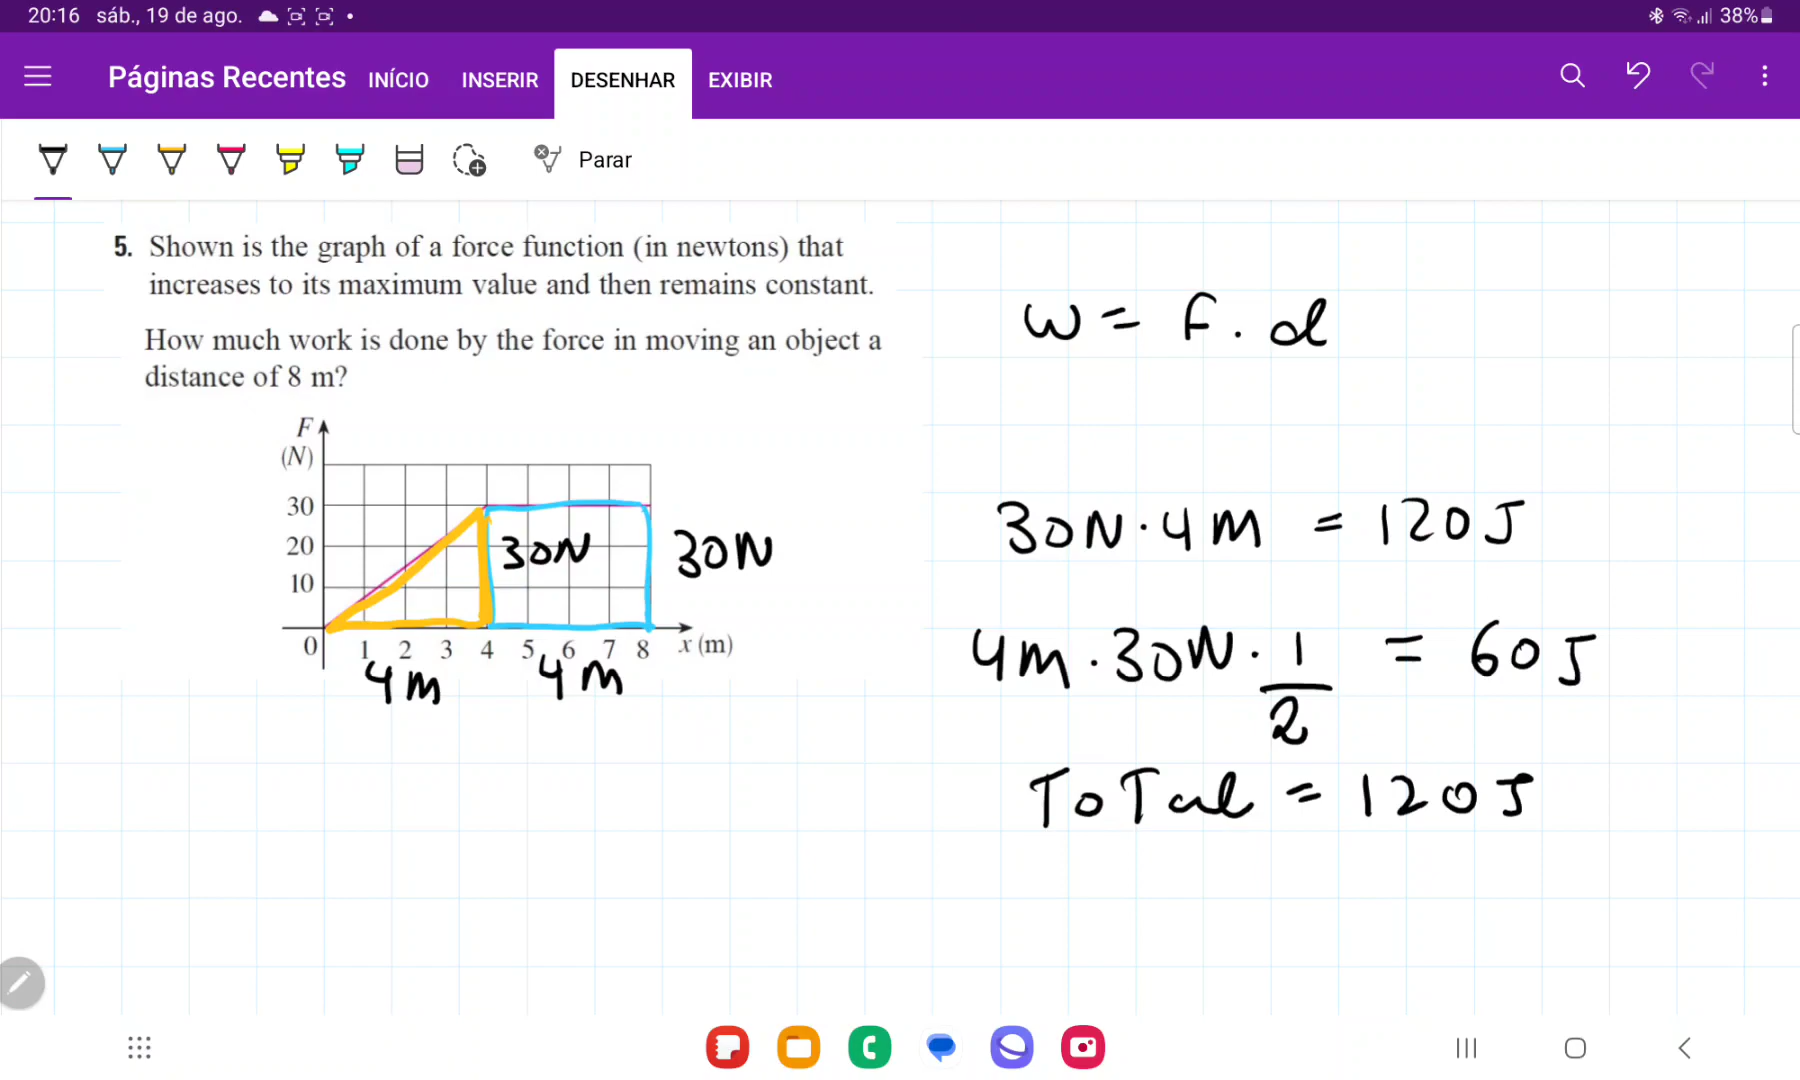 20:16 sáb., 19 de ago. 38%
Páginas Recentes INÍCIO INSERIR DESENHAR EXIBIR
Parar
5. Shown is the graph of a force function (in newtons) that
increases to its maximum value and then remains constant.
How much work is done by the force in moving an object a
distance of 8 m?
F
(N)
30
20
10
0 1 2 3 4 5 6 7 8 x (m)
30N 30N
4m 4m
W = F . d
30N · 4m = 120J
4m · 30N · 1/2 = 60J
Total = 120J